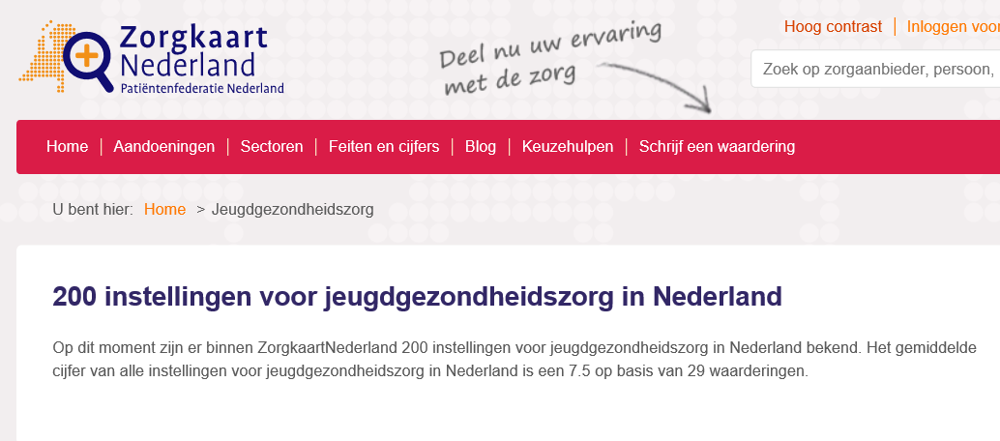 Zorgkaart
Nederland
Patiëntenfederatie Nederland
Deel nu uw ervaring
met de zorg
Hoog contrast | Inloggen voor
Zoek op zorgaanbieder, persoon,
Home | Aandoeningen | Sectoren | Feiten en cijfers | Blog | Keuzehulpen | Schrijf een waardering
U bent hier: Home > Jeugdgezondheidszorg
200 instellingen voor jeugdgezondheidszorg in Nederland
Op dit moment zijn er binnen ZorgkaartNederland 200 instellingen voor jeugdgezondheidszorg in Nederland bekend. Het gemiddelde
cijfer van alle instellingen voor jeugdgezondheidszorg in Nederland is een 7.5 op basis van 29 waarderingen.